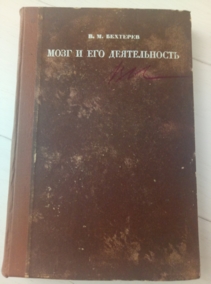 В. М. БЕХТЕРЕВ
МОЗГ И ЕГО ДЕЯТЕЛЬНОСТЬ